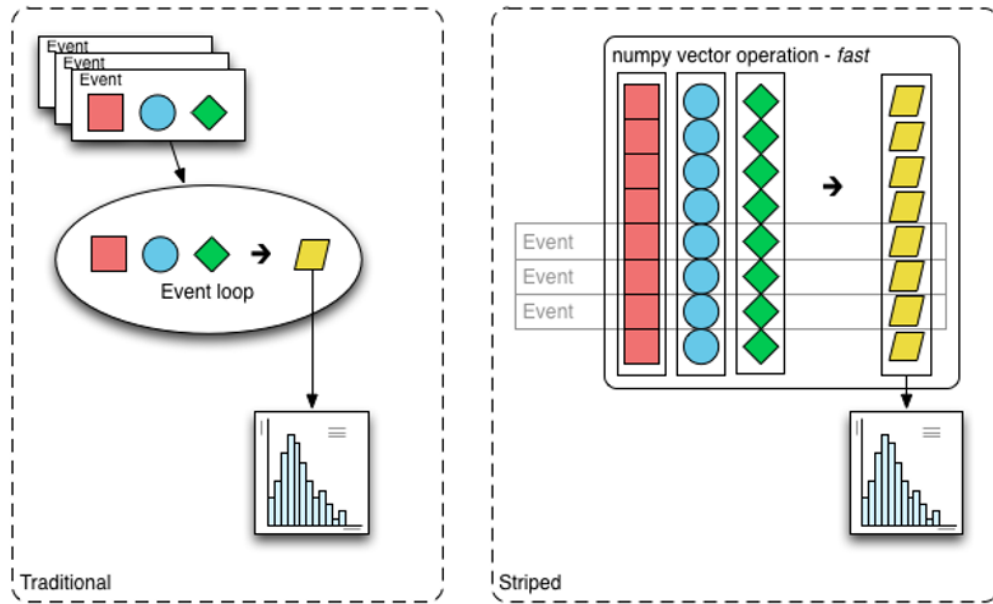 Event
Event
Event
Event loop
Traditional
numpy vector operation - fast
Event
Event
Event
Striped